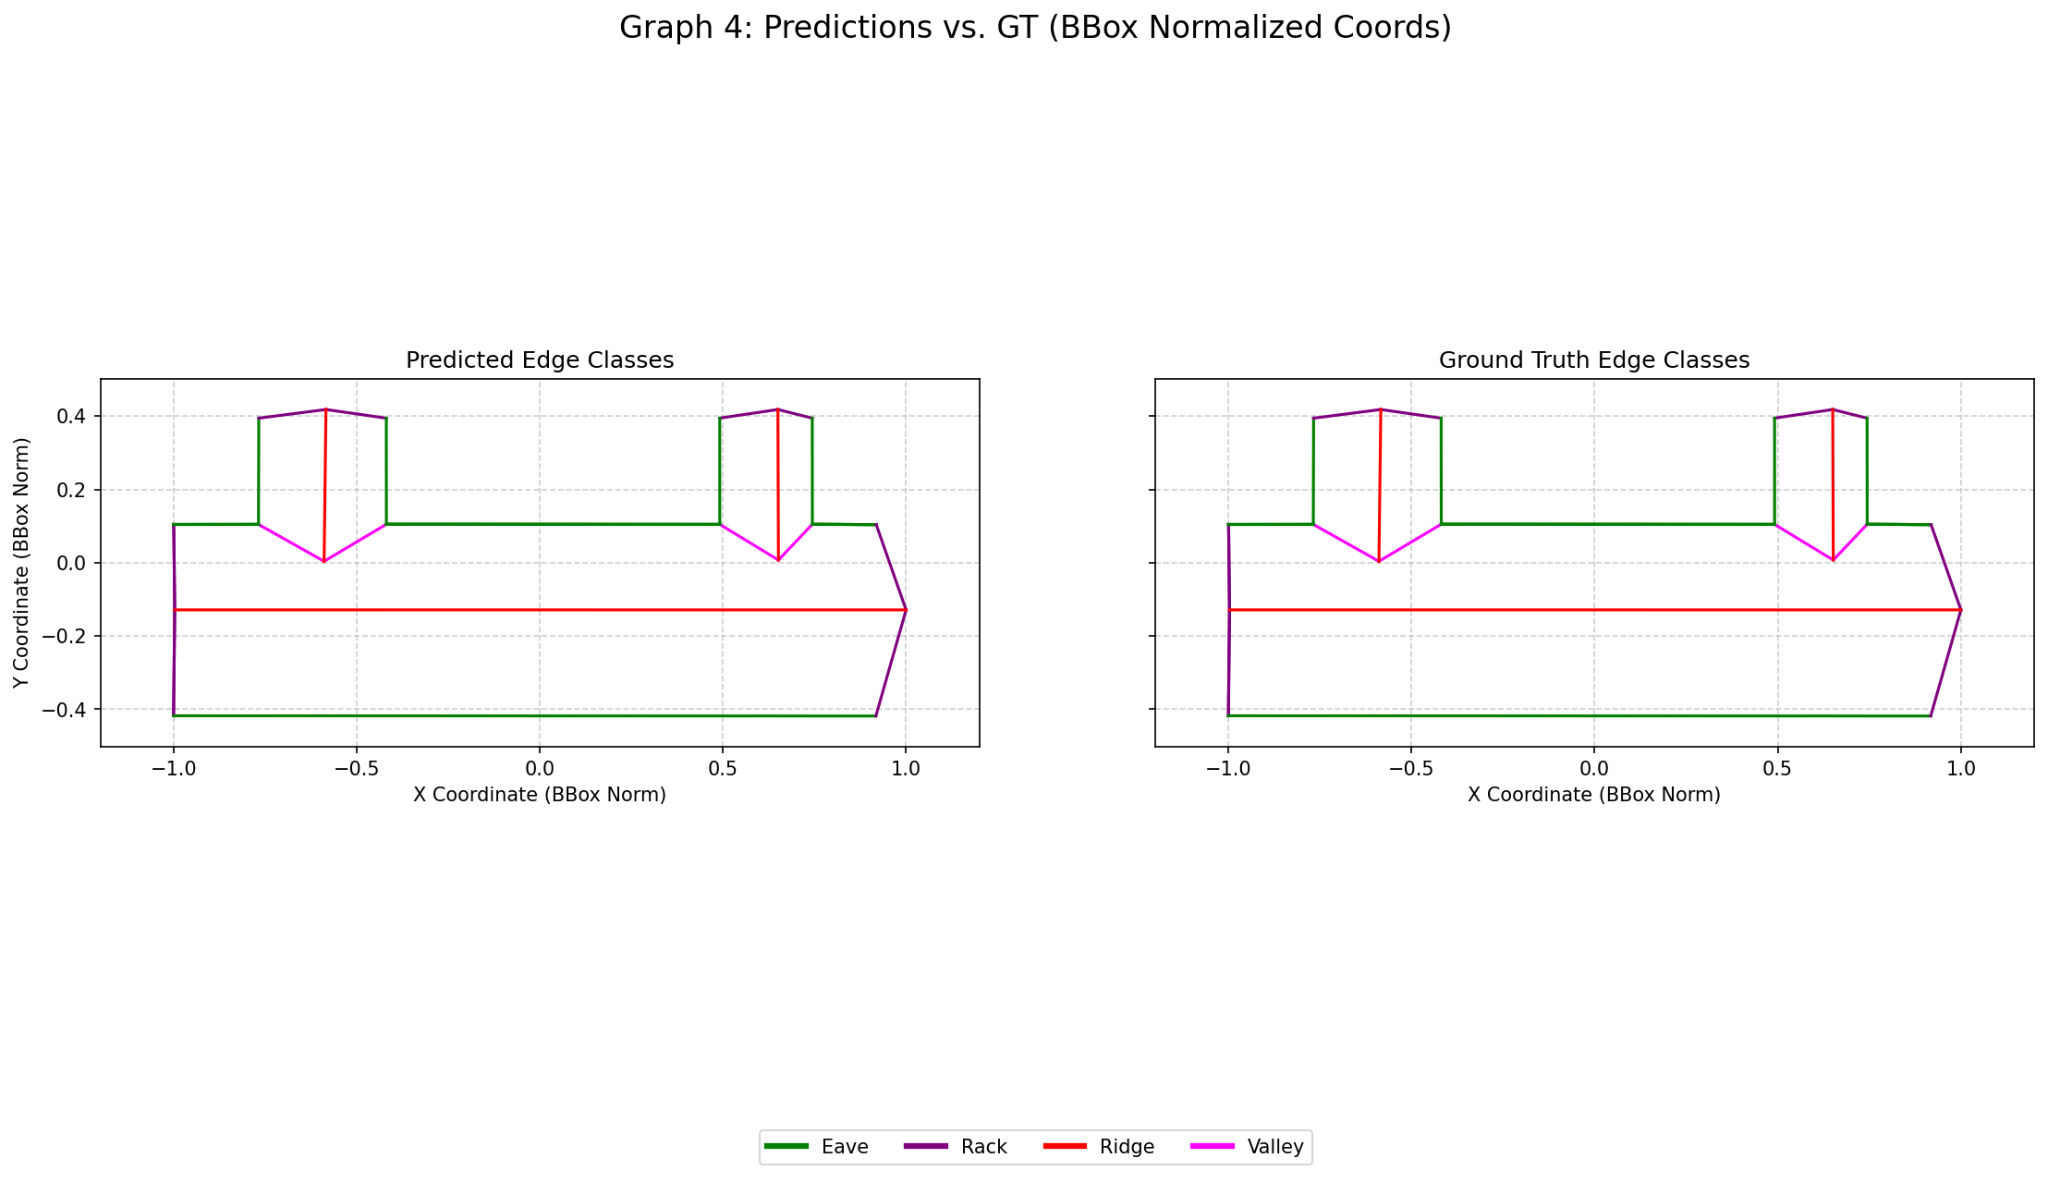 Graph 4: Predictions vs. GT (BBox Normalized Coords)
Predicted Edge Classes
Y Coordinate (BBox Norm)
0.4
0.2
0.0
−0.2
−0.4
−1.0 −0.5 0.0 0.5 1.0
X Coordinate (BBox Norm)
Ground Truth Edge Classes
−1.0 −0.5 0.0 0.5 1.0
X Coordinate (BBox Norm)
Eave Rack Ridge Valley